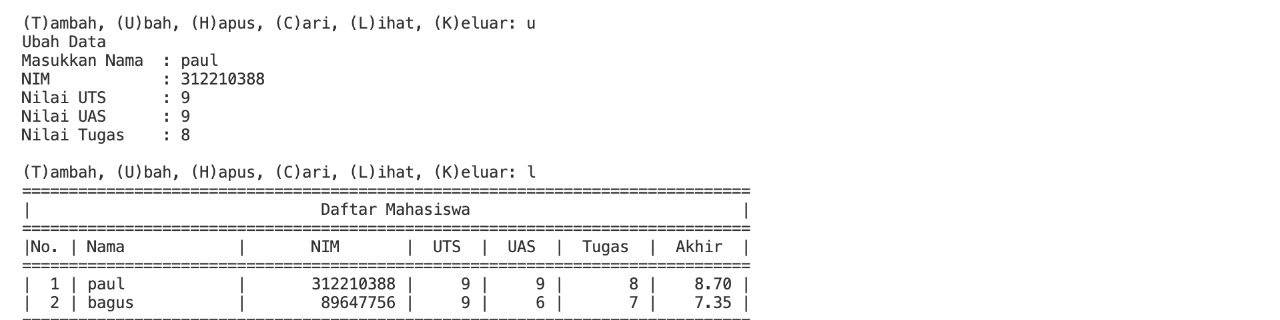 (T)ambah, (U)bah, (H)apus, (C)ari, (L)ihat, (K)eluar: u
Ubah Data
Masukkan Nama  : paul
NIM            : 312210388
Nilai UTS      : 9
Nilai UAS      : 9
Nilai Tugas    : 8
(T)ambah, (U)bah, (H)apus, (C)ari, (L)ihat, (K)eluar: l
==============================================================================
|                               Daftar Mahasiswa                             |
==============================================================================
|No. | Nama            |       NIM       |  UTS  |  UAS  |  Tugas  |  Akhir  |
==============================================================================
|  1 | paul            |       312210388 |     9 |     9 |       8 |    8.70 |
|  2 | bagus           |        89647756 |     9 |     6 |       7 |    7.35 |
==============================================================================